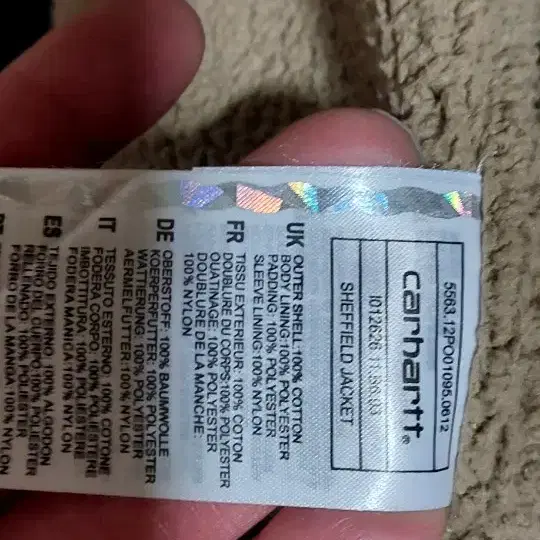 5563.12PO01095.0612
carhartt®
I012626.11.B6.03
SHEFFIELD JACKET
UK OUTER SHELL:100% COTTON
BODY LINING:100% POLYESTER
PADDING: 100% POLYESTER
SLEEVE LINING:100% NYLON
FR TISSU EXTERIEUR: 100% COTON
DOUBLURE DU CORPS:100% POLYESTER
OUATINAGE: 100% POLYESTER
DOUBLURE DE LA MANCHE:
100% NYLON
DE OBERSTOFF: 100% BAUMWOLLE
KOERPERFUTTER: 100% POLYESTER
WATTIERUNG: 100% POLYESTER
AERMELFUTTER: 100% NYLON
IT TESSUTO ESTERNO: 100% COTONE
FODERA CORPO: 100% POLIESTERE
IMBOTTITURA: 100% POLIESTERE
FODERA MANICA:100% NYLON
ES TEJIDO EXTERNO: 100% ALGODON
FORRO DEL CUERPO:100% POLIESTER
RELLENADO: 100% POLIESTER
FORRO DE LA MANGA:100% NYLON